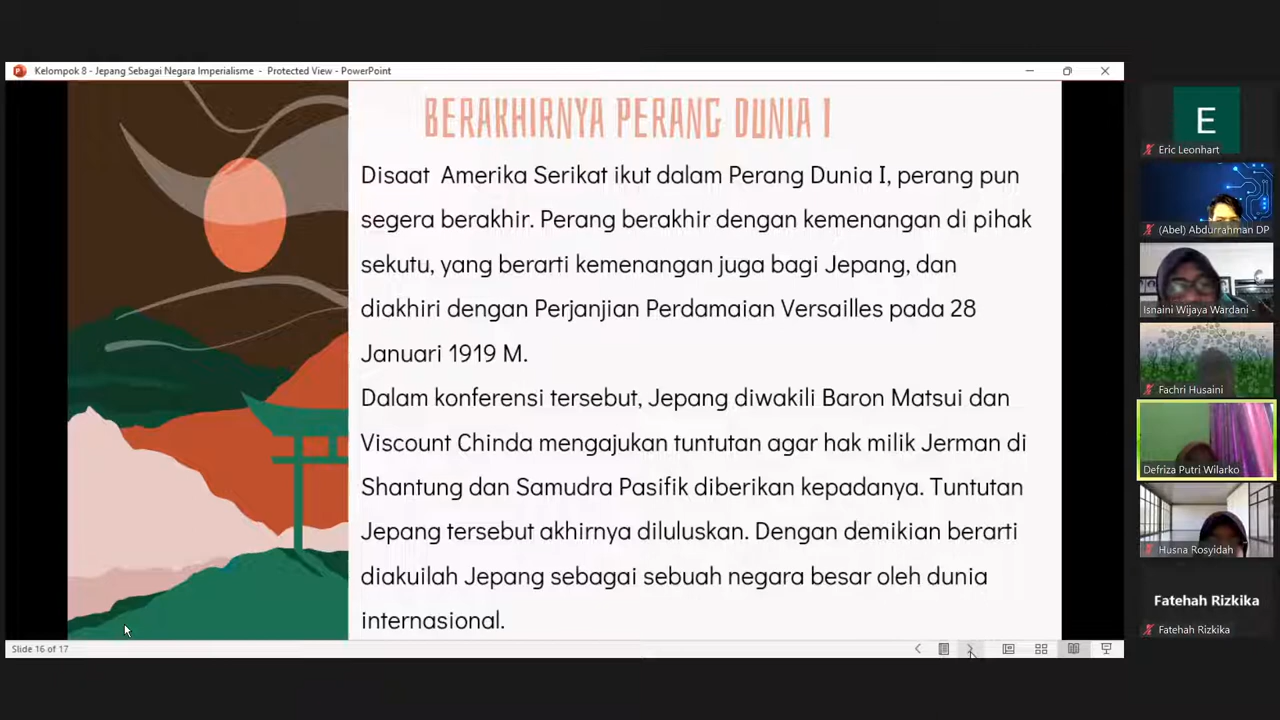 Kelompok 8 - Jepang Sebagai Negara Imperialisme - Protected View - PowerPoint
BERAKHIRNYA PERANG DUNIA I
Disaat Amerika Serikat ikut dalam Perang Dunia I, perang pun
segera berakhir. Perang berakhir dengan kemenangan di pihak
sekutu, yang berarti kemenangan juga bagi Jepang, dan
diakhiri dengan Perjanjian Perdamaian Versailles pada 28
Januari 1919 M.
Dalam konferensi tersebut, Jepang diwakili Baron Matsui dan
Viscount Chinda mengajukan tuntutan agar hak milik Jerman di
Shantung dan Samudra Pasifik diberikan kepadanya. Tuntutan
Jepang tersebut akhirnya diluluskan. Dengan demikian berarti
diakuilah Jepang sebagai sebuah negara besar oleh dunia
internasional.
Slide 16 of 17
E
Eric Leonhart
(Abel) Abdurrahman DP
Isnaini Wijaya Wardani -
Fachri Husaini
Defriza Putri Wilarko
Husna Rosyidah
Fatehah Rizkika
Fatehah Rizkika